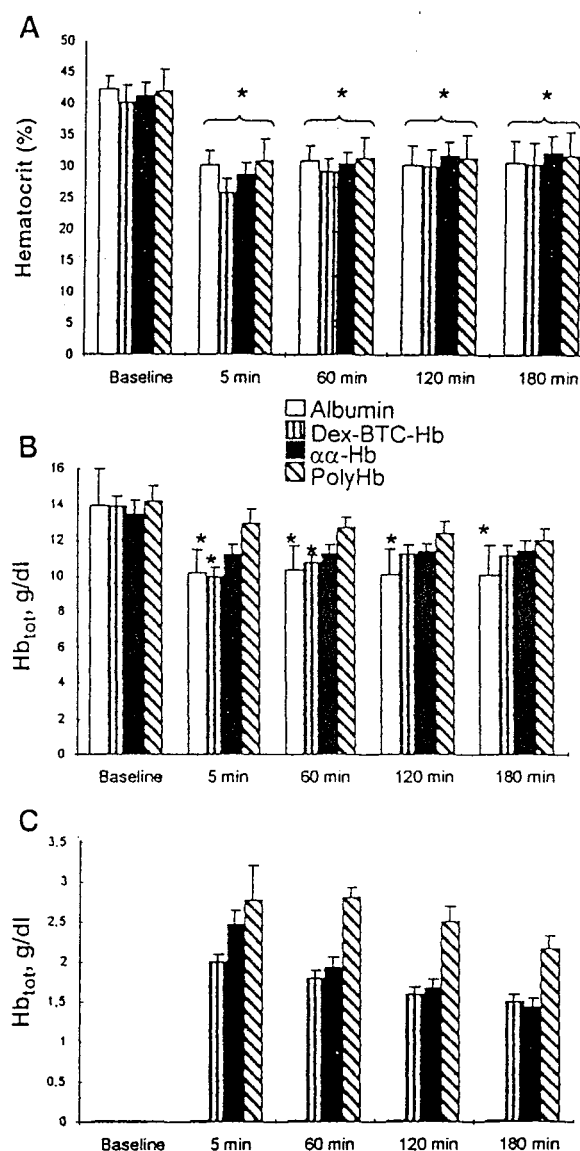 A
Hematocrit (%)
50
45
40
35
30
25
20
15
10
5
0
* * * *
Baseline 5 min 60 min 120 min 180 min
Albumin
Dex-BTC-Hb
αα-Hb
PolyHb
B
Hbtot, g/dl
16
14
12
10
8
6
4
2
0
* * * * * *
Baseline 5 min 60 min 120 min 180 min
C
Hbtot, g/dl
3.5
3
2.5
2
1.5
1
0.5
0
Baseline 5 min 60 min 120 min 180 min